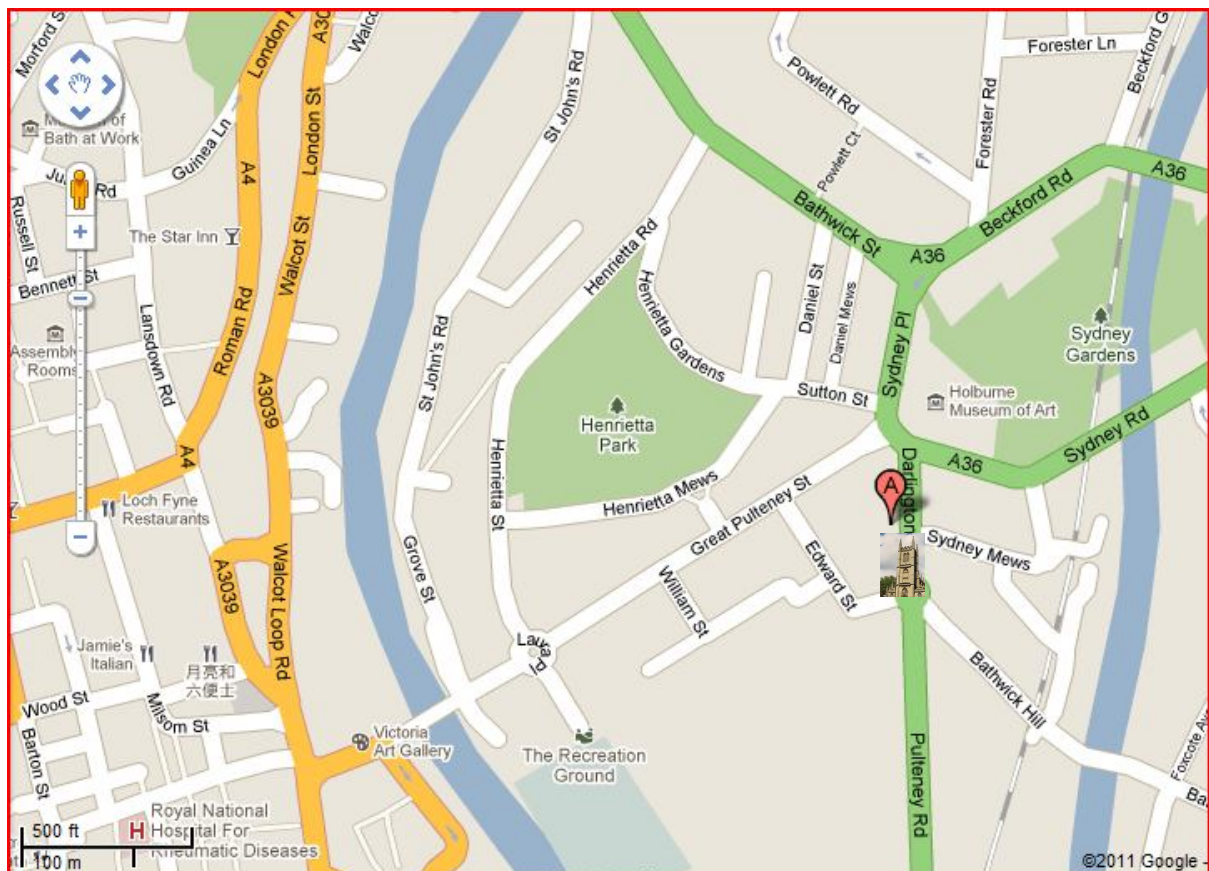 Morford S
London R
A30
Walco
St John's Rd
Powlett Rd
Forester Ln
Beckford G
Forester Rd
Bath at Work
Guinea Ln
A4
London St
Powlett Ct
A36
Rd
Russell St
The Star Inn
Walcot St
Bathwick St
A36
Beckford Rd
Bennett St
Henrietta Rd
Daniel St
Daniel Mews
Lansdown Rd
Roman Rd
Henrietta Gardens
Sydney Pl
Sydney
Gardens
Assembly
Rooms
St John's Rd
A3039
Sutton St
Holburne
Museum of Art
Henrietta
Park
Sydney Rd
A4
Henrietta St
Darlington
A36
Loch Fyne
Restaurants
Henrietta Mews
Great Pulteney St
A
Sydney Mews
A3039
Walcot Loop Rd
Grove St
William St
Edward St
Laura Pl
Jamie's
Italian
月亮和
六便士
Bathwick Hill
Wood St
Milsom St
Barton St
Victoria
Art Gallery
The Recreation
Ground
Pulteney Rd
Foxcote Av
Ba
Royal National
Hospital For
Rheumatic Diseases
H
500 ft
100 m
©2011 Google -